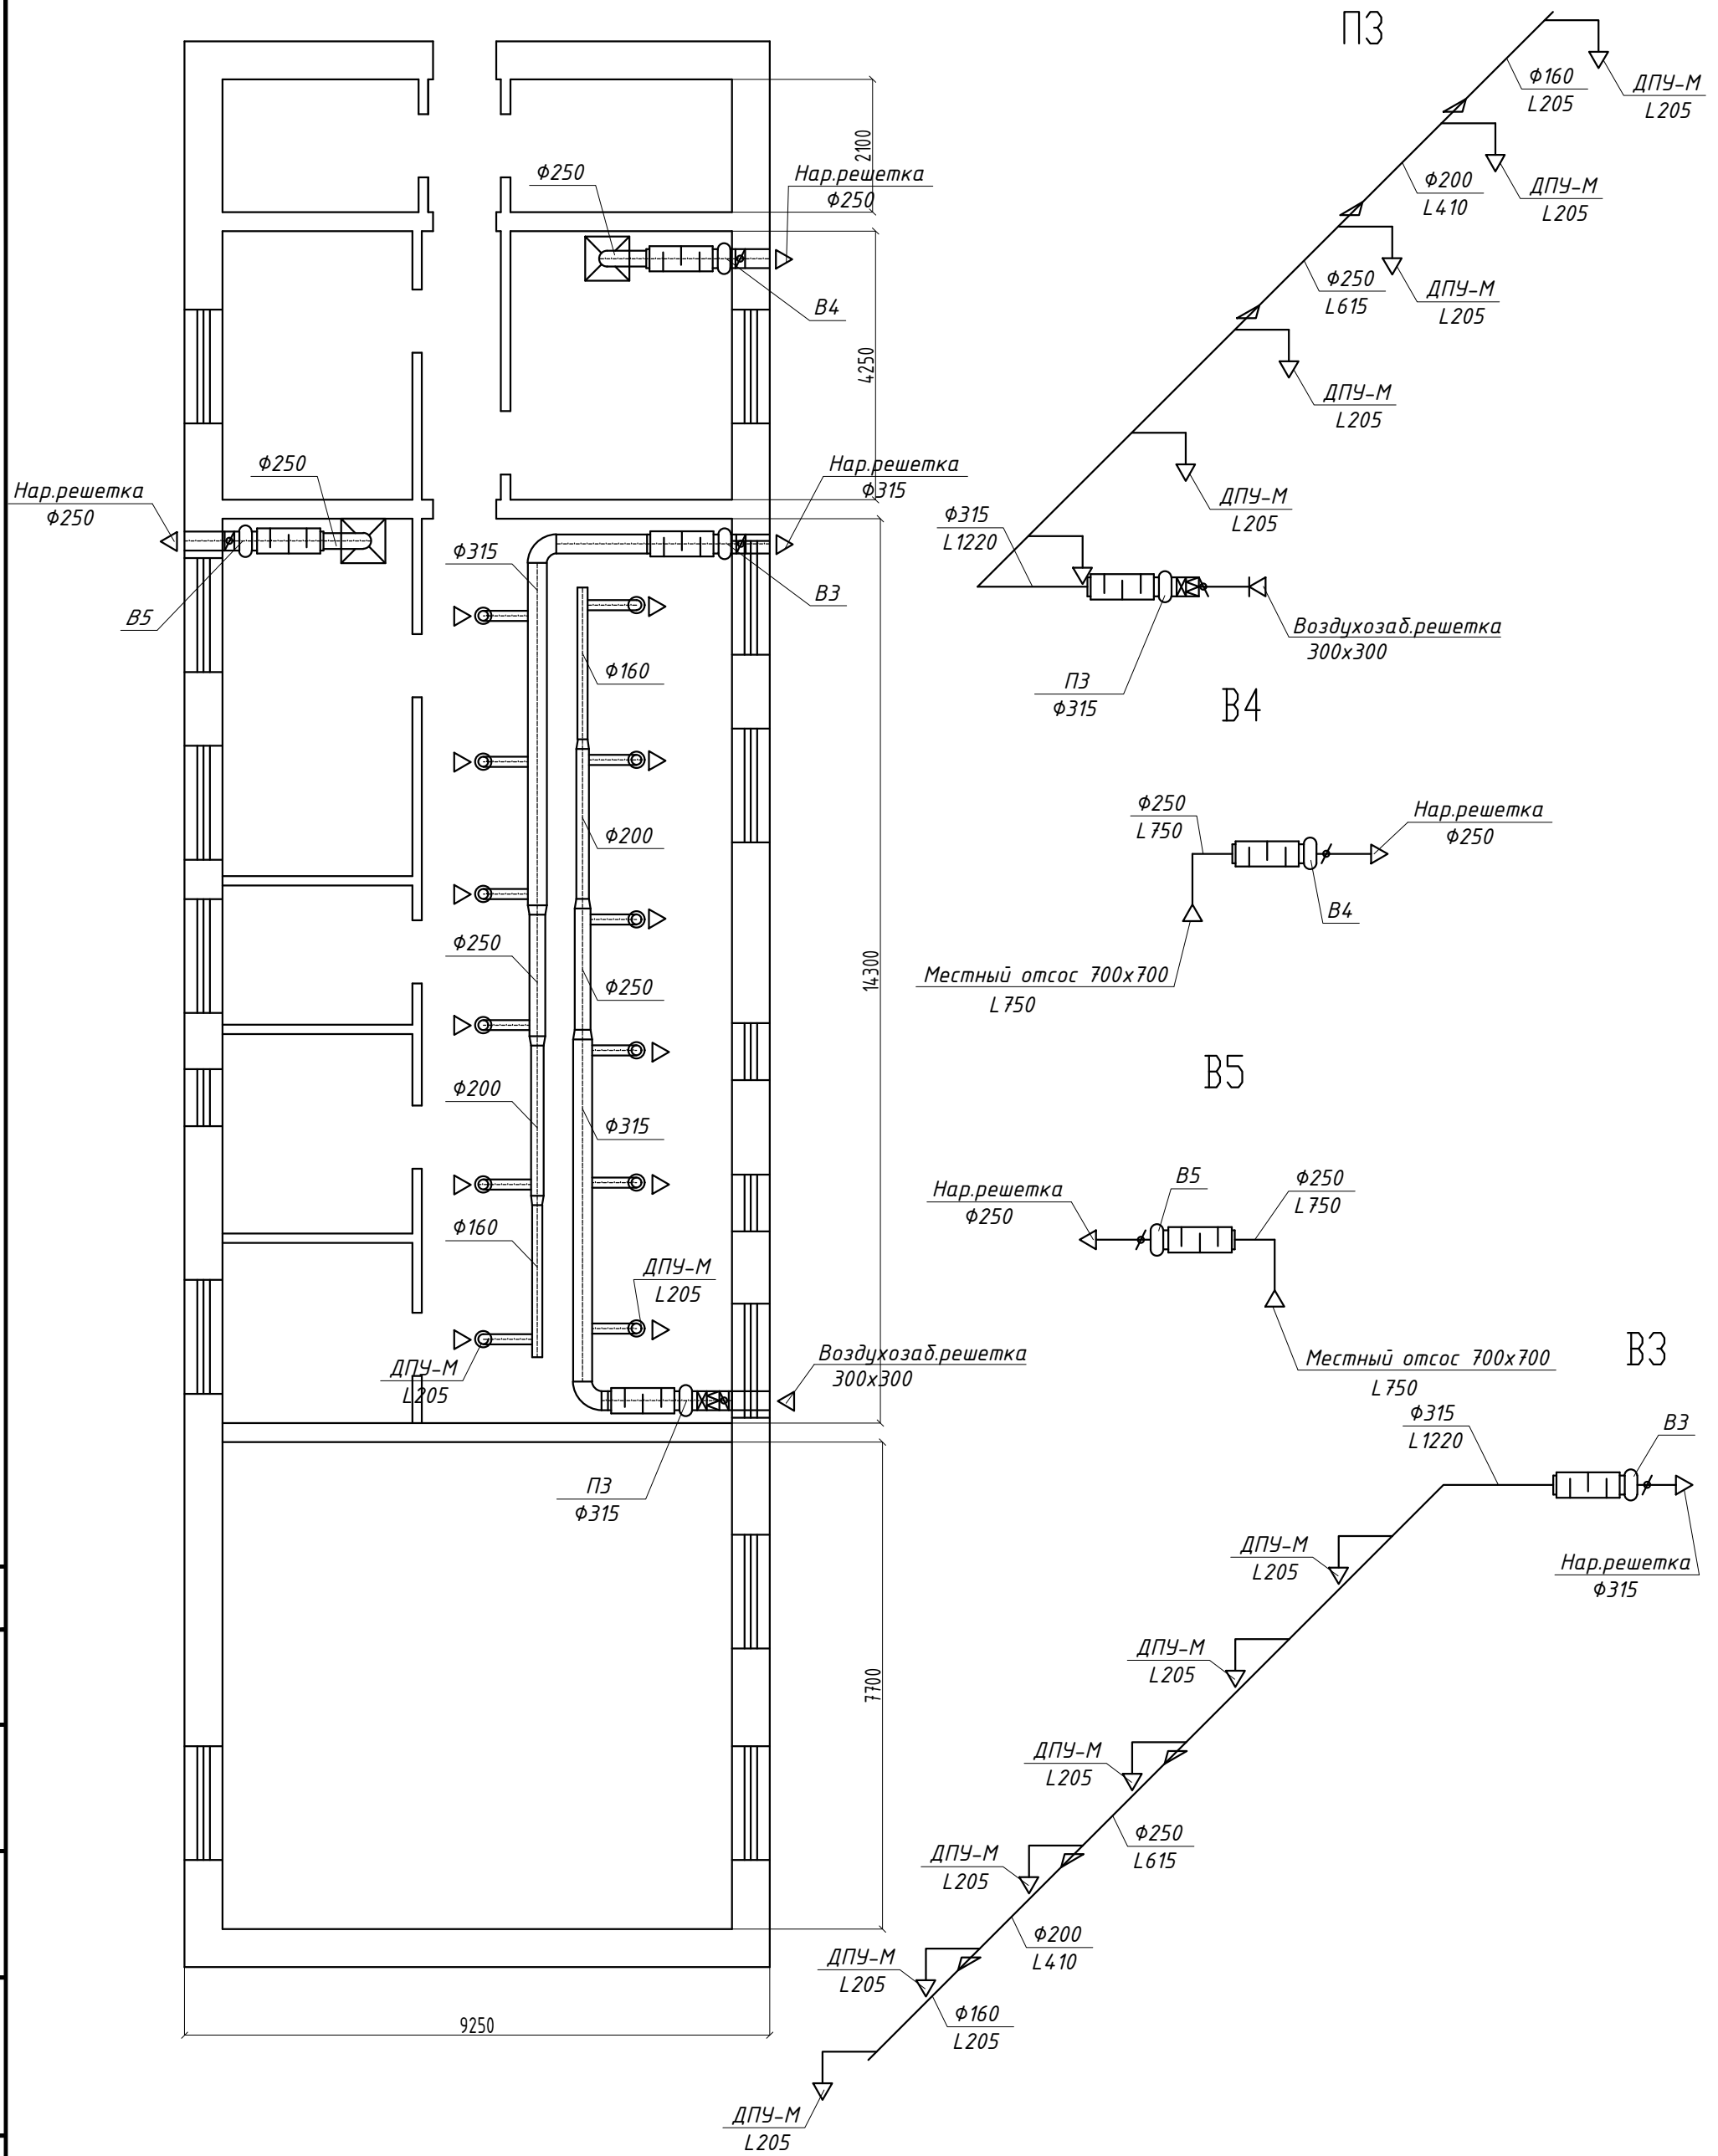 2100
Ф250
Нар.решетка
Ф250
В4
4250
Ф250
Нар.решетка
Ф250
В5
Нар.решетка
Ф315
Ф315
В3
Ф160
Ф200
Ф250
Ф250
14300
Ф200
Ф315
Ф160
ДПУ-М
L205
ДПУ-М
L205
Воздухозаб.решетка
300х300
П3
Ф315
7700
9250
П3
Ф160
L205
ДПУ-М
L205
Ф200
L410
ДПУ-М
L205
Ф250
L615
ДПУ-М
L205
ДПУ-М
L205
ДПУ-М
L205
Ф315
L1220
Воздухозаб.решетка
300х300
П3
Ф315
В4
Ф250
L750
Нар.решетка
Ф250
В4
Местный отсос 700х700
L750
В5
Нар.решетка
Ф250
В5
Ф250
L750
Местный отсос 700х700
L750
В3
Ф315
L1220
В3
ДПУ-М
L205
Нар.решетка
Ф315
ДПУ-М
L205
ДПУ-М
L205
Ф250
L615
ДПУ-М
L205
Ф200
L410
ДПУ-М
L205
Ф160
L205
ДПУ-М
L205